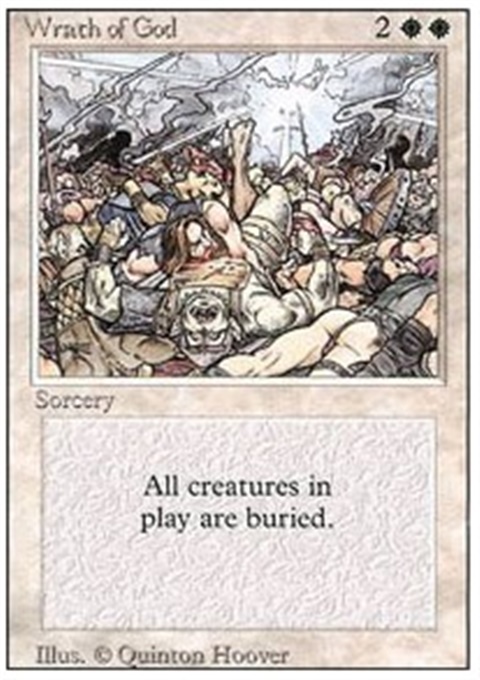 Wrath of God 2
Sorcery
All creatures in
play are buried.
Illus. © Quinton Hoover